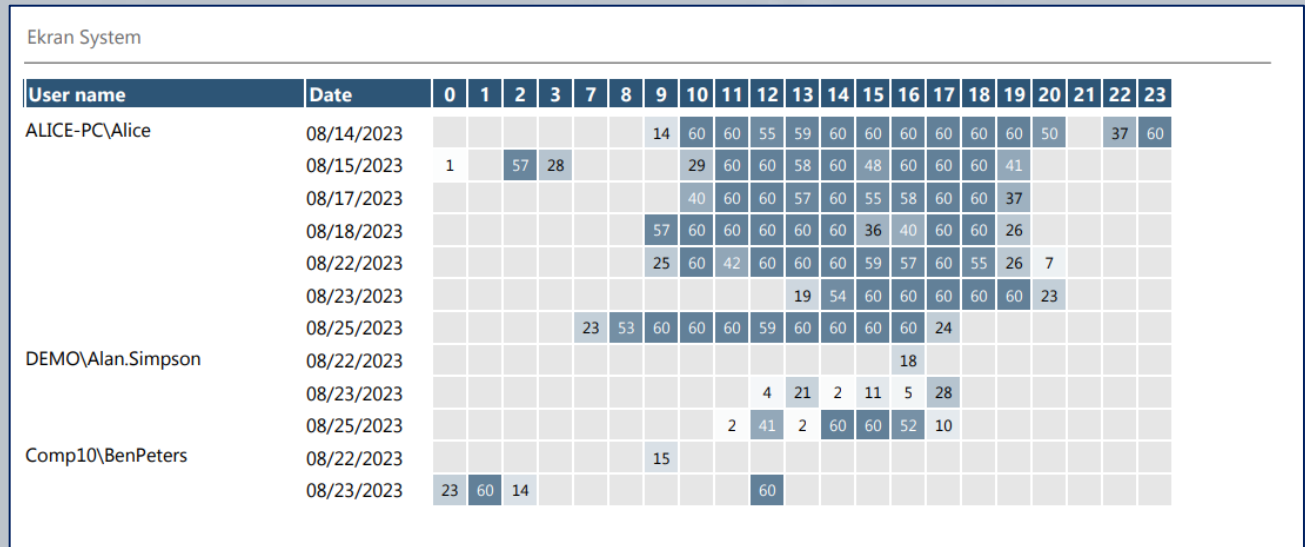 Ekran System
User name Date 0 1 2 3 7 8 9 10 11 12 13 14 15 16 17 18 19 20 21 22 23
ALICE-PC\Alice 08/14/2023 14 60 60 55 59 60 60 60 60 60 60 50 37 60
08/15/2023 1 57 28 29 60 60 58 60 48 60 60 60 41
08/17/2023 40 60 60 57 60 55 58 60 60 37
08/18/2023 57 60 60 60 60 60 36 40 60 60 26
08/22/2023 25 60 42 60 60 60 59 57 60 55 26 7
08/23/2023 19 54 60 60 60 60 60 23
08/25/2023 23 53 60 60 60 59 60 60 60 60 24
DEMO\Alan.Simpson 08/22/2023 18
08/23/2023 4 21 2 11 5 28
08/25/2023 2 41 2 60 60 52 10
Comp10\BenPeters 08/22/2023 15
08/23/2023 23 60 14 60